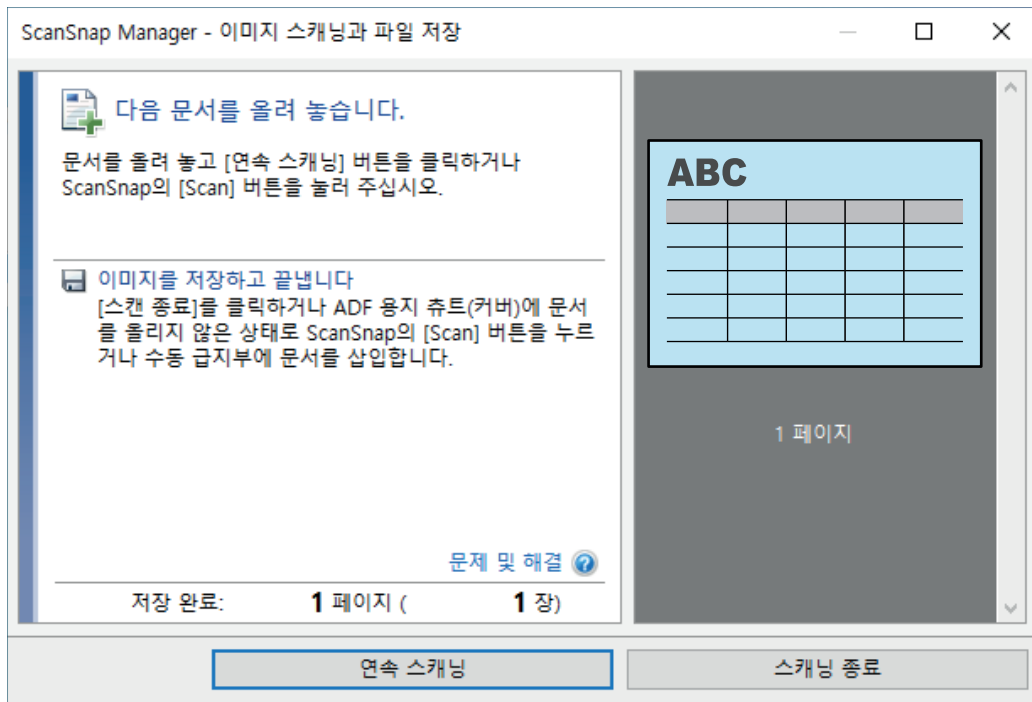 ScanSnap Manager - 이미지 스캐닝과 파일 저장
다음 문서를 올려 놓습니다.
문서를 올려 놓고 [연속 스캐닝] 버튼을 클릭하거나
ScanSnap의 [Scan] 버튼을 눌러 주십시오.
이미지를 저장하고 끝냅니다
[스캔 종료]를 클릭하거나 ADF 용지 츄트(커버)에 문서
를 올리지 않은 상태로 ScanSnap의 [Scan] 버튼을 누르
거나 수동 급지부에 문서를 삽입합니다.
문제 및 해결 ?
저장 완료: 1 페이지 ( 1 장)
ABC
1 페이지
연속 스캐닝
스캐닝 종료